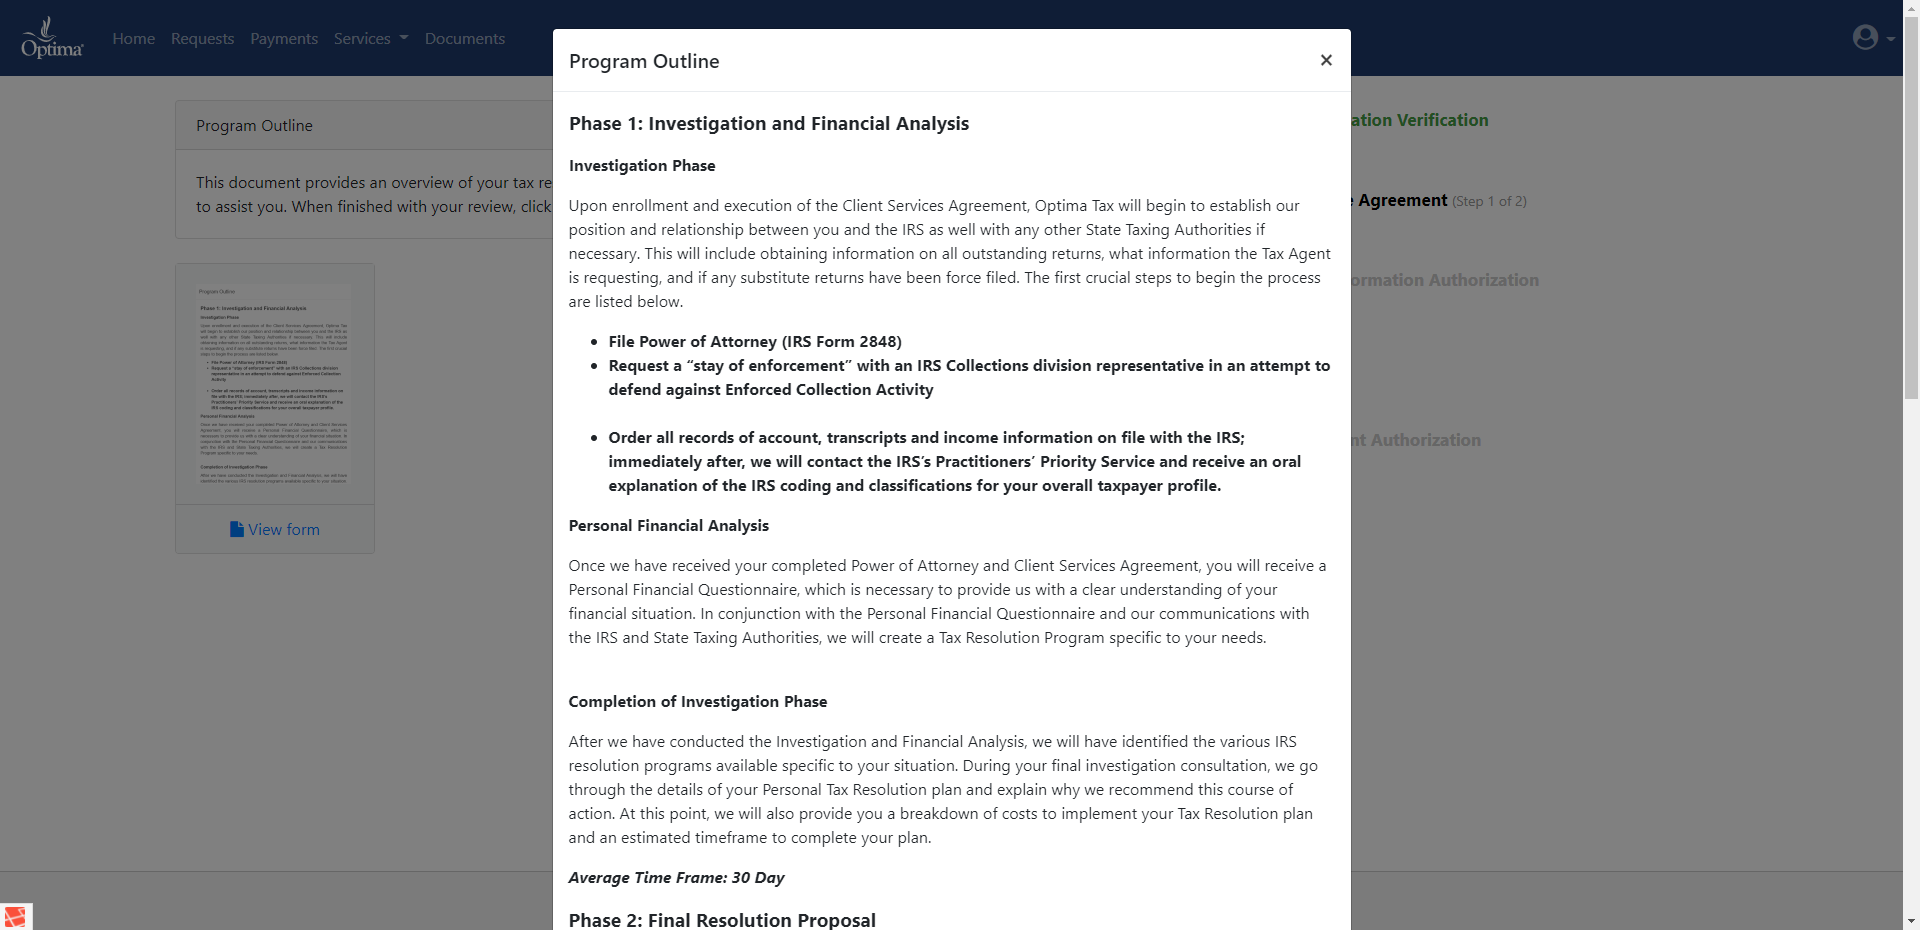 Optima
Home
Requests
Payments
Services
Documents
Program Outline
This document provides an overview of your tax re
to assist you. When finished with your review, click
Program Outline
Phase 1: Investigation and Financial Analysis
Investigation Phase
View form
Program Outline
×
Phase 1: Investigation and Financial Analysis
Investigation Phase
Upon enrollment and execution of the Client Services Agreement, Optima Tax will begin to establish our
position and relationship between you and the IRS as well with any other State Taxing Authorities if
necessary. This will include obtaining information on all outstanding returns, what information the Tax Agent
is requesting, and if any substitute returns have been force filed. The first crucial steps to begin the process
are listed below.
• File Power of Attorney (IRS Form 2848)
• Request a “stay of enforcement” with an IRS Collections division representative in an attempt to
defend against Enforced Collection Activity
• Order all records of account, transcripts and income information on file with the IRS;
immediately after, we will contact the IRS’s Practitioners’ Priority Service and receive an oral
explanation of the IRS coding and classifications for your overall taxpayer profile.
Personal Financial Analysis
Once we have received your completed Power of Attorney and Client Services Agreement, you will receive a
Personal Financial Questionnaire, which is necessary to provide us with a clear understanding of your
financial situation. In conjunction with the Personal Financial Questionnaire and our communications with
the IRS and State Taxing Authorities, we will create a Tax Resolution Program specific to your needs.
Completion of Investigation Phase
After we have conducted the Investigation and Financial Analysis, we will have identified the various IRS
resolution programs available specific to your situation. During your final investigation consultation, we go
through the details of your Personal Tax Resolution plan and explain why we recommend this course of
action. At this point, we will also provide you a breakdown of costs to implement your Tax Resolution plan
and an estimated timeframe to complete your plan.
Average Time Frame: 30 Day
Phase 2: Final Resolution Proposal
ation Verification
e Agreement (Step 1 of 2)
ormation Authorization
nt Authorization